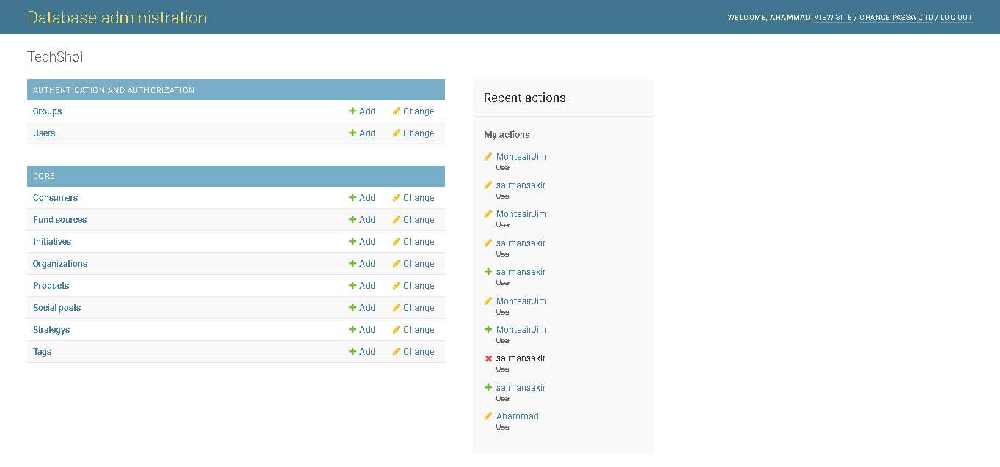 Database administration
WELCOME, AHAMMAD. VIEW SITE / CHANGE PASSWORD / LOG OUT
TechShoi
AUTHENTICATION AND AUTHORIZATION
Groups Add Change
Users Add Change
CORE
Consumers Add Change
Fund sources Add Change
Initiatives Add Change
Organizations Add Change
Products Add Change
Social posts Add Change
Strategys Add Change
Tags Add Change
Recent actions
My actions
MontasirJim
User
salmansakir
User
MontasirJim
User
salmansakir
User
salmansakir
User
MontasirJim
User
MontasirJim
User
salmansakir
User
salmansakir
User
Ahammad
User